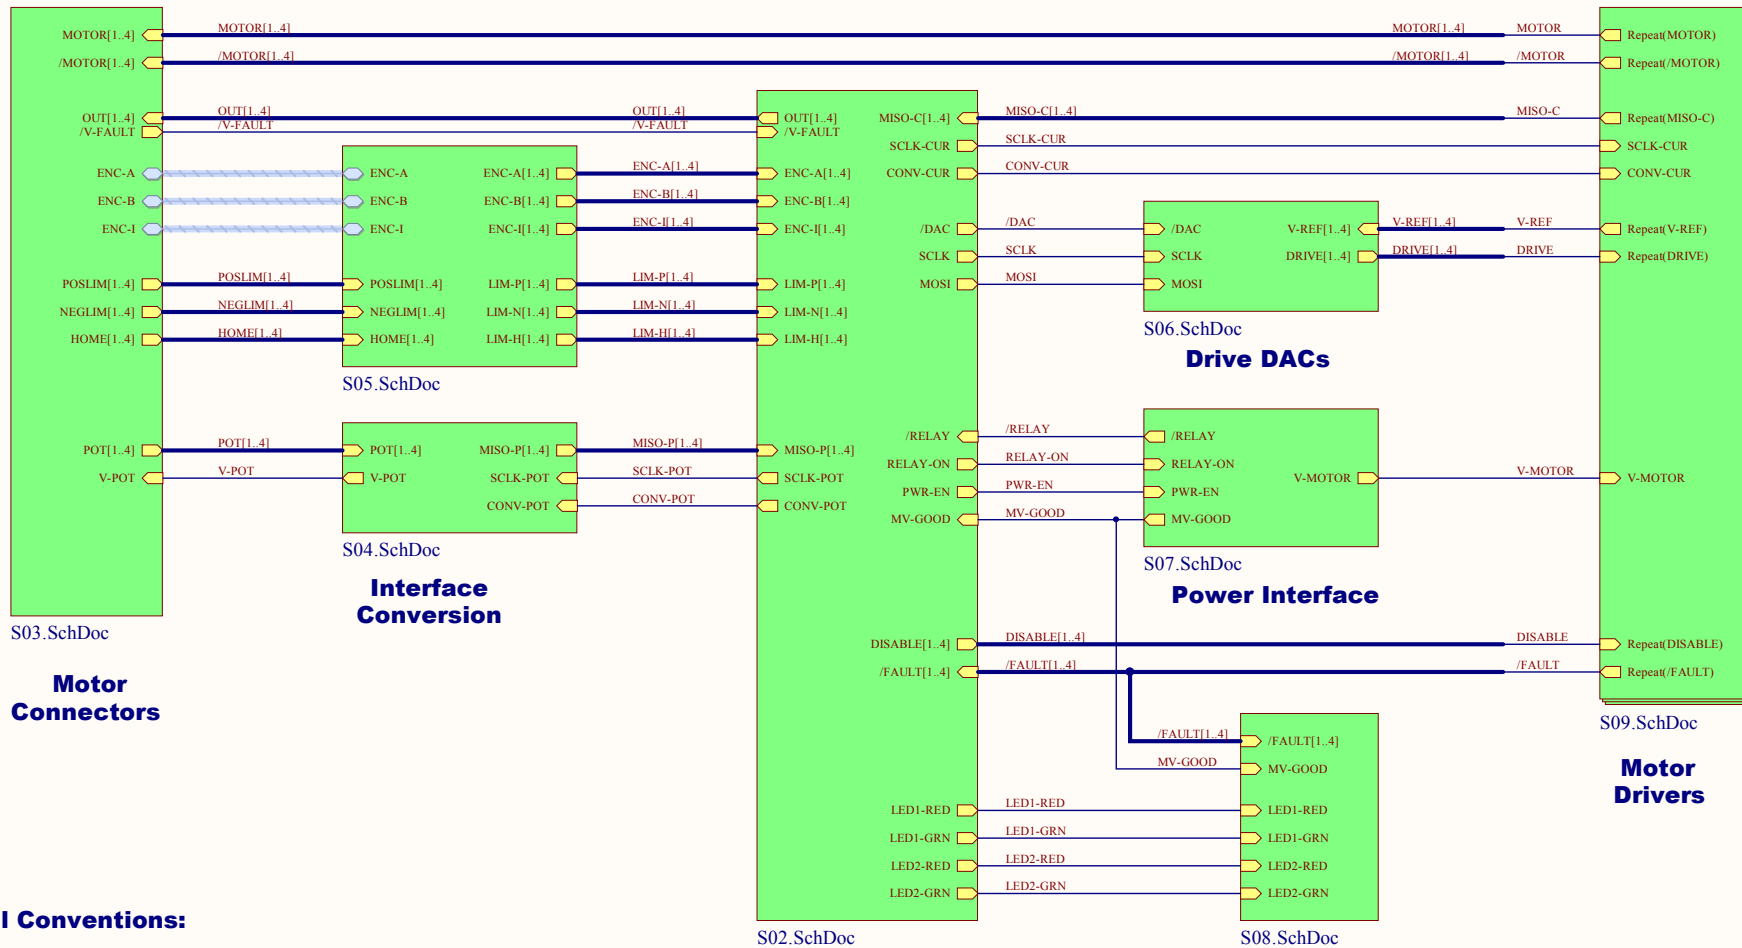 MOTOR[1..4] MOTOR[1..4] MOTOR[1..4] MOTOR Repeat(MOTOR)
/MOTOR[1..4] /MOTOR[1..4] /MOTOR[1..4] /MOTOR Repeat(/MOTOR)
OUT[1..4] OUT[1..4] OUT[1..4] OUT[1..4] MISO-C[1..4] MISO-C[1..4] MISO-C Repeat(MISO-C)
/V-FAULT /V-FAULT /V-FAULT /V-FAULT
SCLK-CUR SCLK-CUR SCLK-CUR
ENC-A ENC-A ENC-A[1..4] ENC-A[1..4] ENC-A[1..4] CONV-CUR CONV-CUR CONV-CUR
ENC-B ENC-B ENC-B[1..4] ENC-B[1..4] ENC-B[1..4]
ENC-I ENC-I ENC-I[1..4] ENC-I[1..4] ENC-I[1..4] /DAC /DAC /DAC V-REF[1..4] V-REF[1..4] V-REF Repeat(V-REF)
SCLK SCLK SCLK DRIVE[1..4] DRIVE[1..4] DRIVE Repeat(DRIVE)
POSLIM[1..4] POSLIM[1..4] POSLIM[1..4] LIM-P[1..4] LIM-P[1..4] LIM-P[1..4] MOSI MOSI MOSI
NEGLIM[1..4] NEGLIM[1..4] NEGLIM[1..4] LIM-N[1..4] LIM-N[1..4] LIM-N[1..4]
S06.SchDoc
HOME[1..4] HOME[1..4] HOME[1..4] LIM-H[1..4] LIM-H[1..4] LIM-H[1..4]
Drive DACs
S05.SchDoc
/RELAY /RELAY /RELAY
POT[1..4] POT[1..4] POT[1..4] MISO-P[1..4] MISO-P[1..4] MISO-P[1..4]
RELAY-ON RELAY-ON RELAY-ON
V-POT V-POT V-POT SCLK-POT SCLK-POT SCLK-POT V-MOTOR V-MOTOR V-MOTOR
PWR-EN PWR-EN PWR-EN
CONV-POT CONV-POT CONV-POT
MV-GOOD MV-GOOD MV-GOOD
S04.SchDoc
S07.SchDoc
Interface
Conversion
Power Interface
S03.SchDoc
DISABLE[1..4] DISABLE[1..4] DISABLE Repeat(DISABLE)
/FAULT[1..4] /FAULT[1..4] /FAULT Repeat(/FAULT)
Motor
Connectors
S09.SchDoc
/FAULT[1..4] /FAULT[1..4]
MV-GOOD MV-GOOD
Motor
Drivers
LED1-RED LED1-RED LED1-RED
LED1-GRN LED1-GRN LED1-GRN
LED2-RED LED2-RED LED2-RED
LED2-GRN LED2-GRN LED2-GRN
l Conventions:
S02.SchDoc
S08.SchDoc